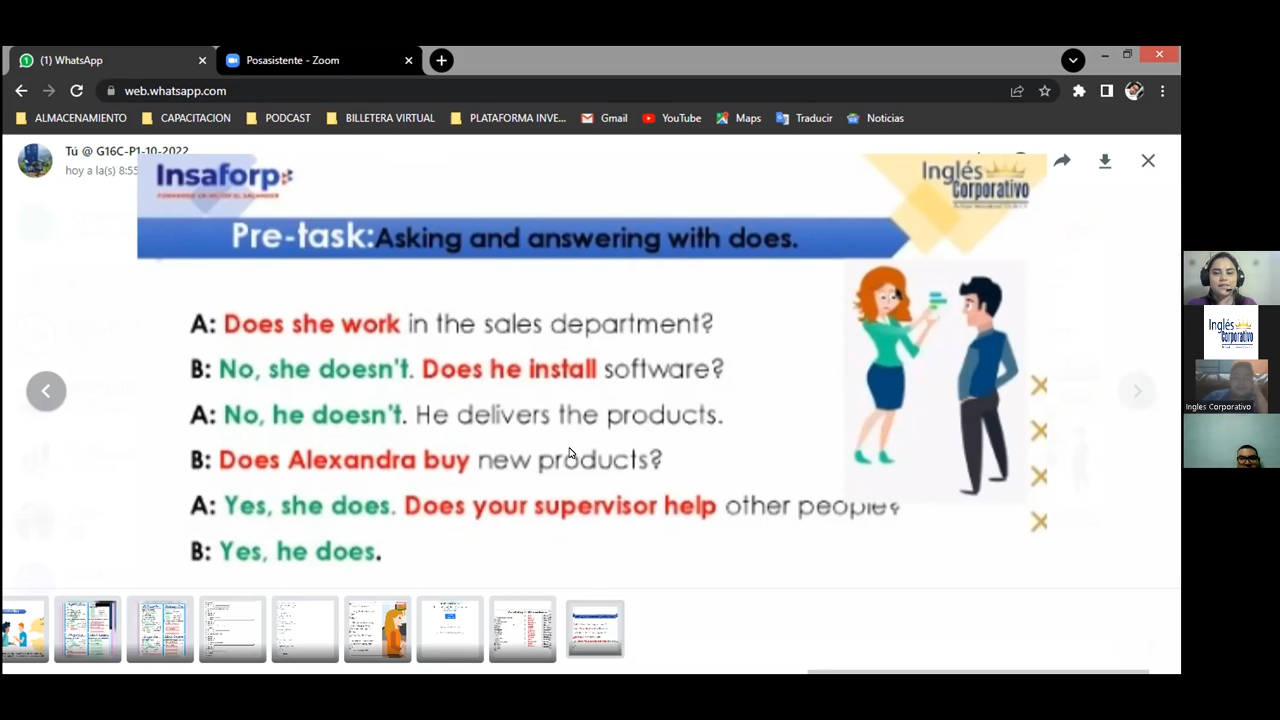 (1) WhatsApp
Posasistente - Zoom
web.whatsapp.com
ALMACENAMIENTO CAPACITACION PODCAST BILLETERA VIRTUAL PLATAFORMA INVE... Gmail YouTube Maps Traducir Noticias
Tú @ G16C-P1-10-2022
hoy a la(s) 8:55
Insaforp
Inglés
Corporativo
Pre-task:Asking and answering with does.
A: Does she work in the sales department?
B: No, she doesn't. Does he install software?
A: No, he doesn't. He delivers the products.
B: Does Alexandra buy new products?
A: Yes, she does. Does your supervisor help other people?
B: Yes, he does.
Inglés
Corporativo
Ingles Corporativo